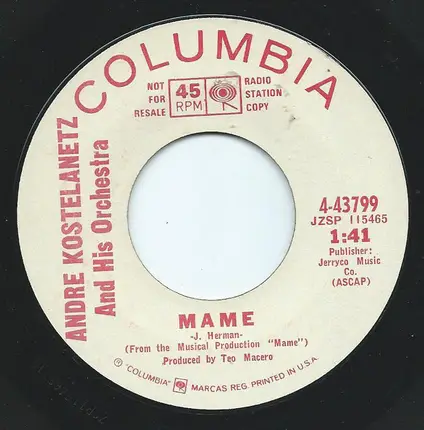 COLUMBIA
NOT
FOR
RESALE
45
RPM
RADIO
STATION
COPY
ANDRE KOSTELANETZ
And His Orchestra
4-43799
JZSP 115465
1:41
Publisher:
Jerryco Music
Co.
(ASCAP)
MAME
-J. Herman-
(From the Musical Production "Mame")
Produced by Teo Macero
® "COLUMBIA" MARCAS REG. PRINTED IN U.S.A.